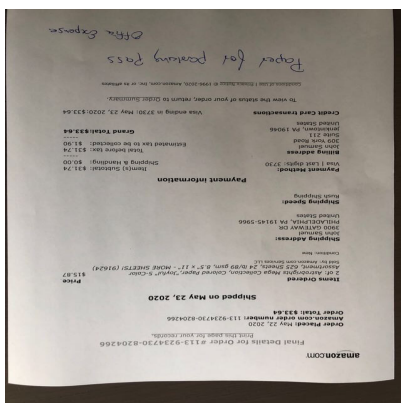 amazon.com
Final Details for Order #113-9234730-8204266
Print this page for your records.
Order Placed: May 22, 2020
Amazon.com order number: 113-9234730-8204266
Order Total: $33.64
Shipped on May 23, 2020
Items Ordered Price
2 of: Astrobrights Mega Collection, Colored Paper, "Joyful" 5-Color $15.87
Assortment, 625 Sheets, 24 lb/89 gsm, 8.5" x 11" - MORE SHEETS! (91624)
Sold by: Amazon.com Services LLC
Condition: New
Shipping Address:
John Samuel
3900 GATEWAY DR
PHILADELPHIA, PA 19145-5966
United States
Shipping Speed:
Rush Shipping
Payment information
Payment Method:
Visa | Last digits: 3730
Item(s) Subtotal: $31.74
Shipping & Handling: $0.00
-----
Billing address
John Samuel
309 York Road
Suite 211
Jenkintown, PA 19046
United States
Total before tax: $31.74
Estimated tax to be collected: $1.90
-----
Grand Total: $33.64
Credit Card transactions
Visa ending in 3730: May 23, 2020: $33.64
To view the status of your order, return to Order Summary.
Conditions of Use | Privacy Notice © 1996-2020, Amazon.com, Inc. or its affiliates
Paper for parking Pass
Office Expense